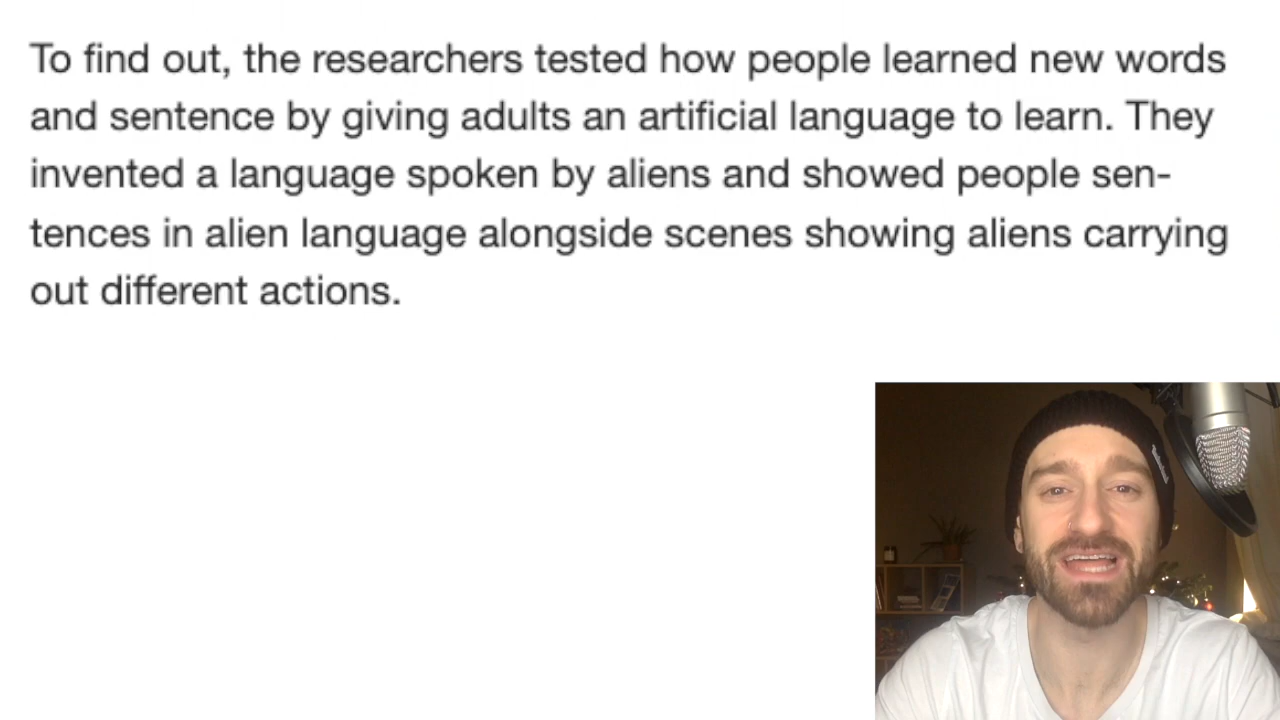 To find out, the researchers tested how people learned new words
and sentence by giving adults an artificial language to learn. They
invented a language spoken by aliens and showed people sen-
tences in alien language alongside scenes showing aliens carrying
out different actions.